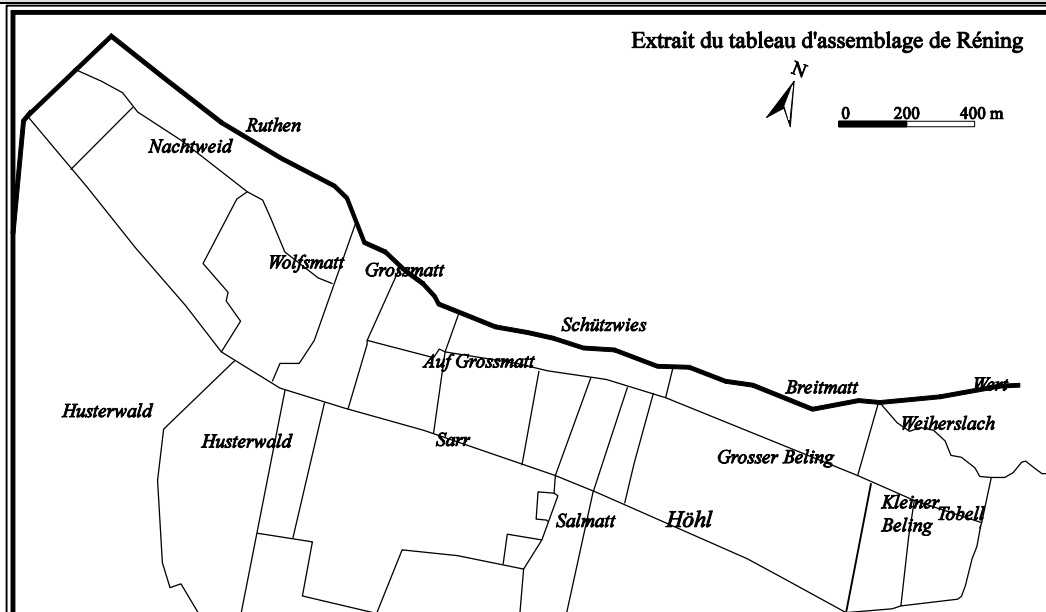 Extrait du tableau d'assemblage de Réning
N
0 200 400 m
Ruthen
Nachtweid
Wolfsmatt
Grossmatt
Schützwies
Auf Grossmatt
Breitmatt
Wert
Husterwald
Husterwald
Sarr
Weiherslach
Grosser Beling
Kleiner
Beling
Tobell
Salmatt
Höhl